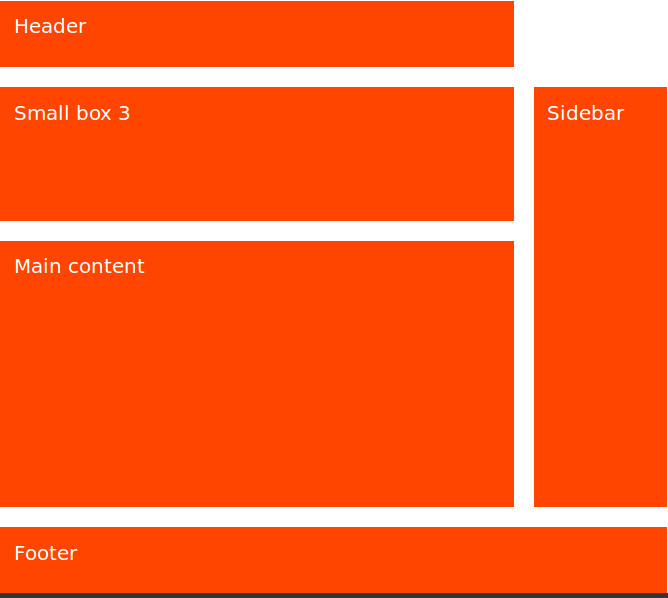 Header
Small box 3
Sidebar
Main content
Footer